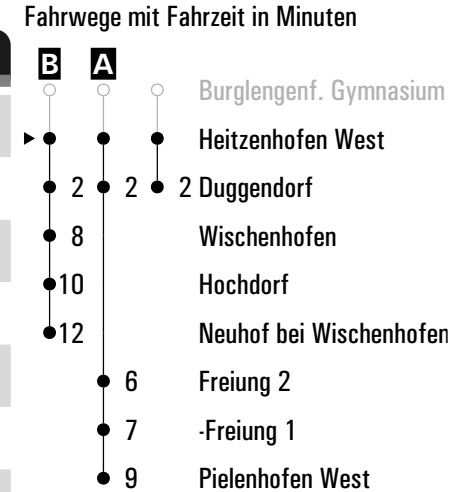 Fahrwege mit Fahrzeit in Minuten
B A
Burglengenf. Gymnasium
Heitzenhofen West
2 2 2 Duggendorf
8 Wischenhofen
10 Hochdorf
12 Neuhof bei Wischenhofen
6 Freiung 2
7 -Freiung 1
9 Pielenhofen West